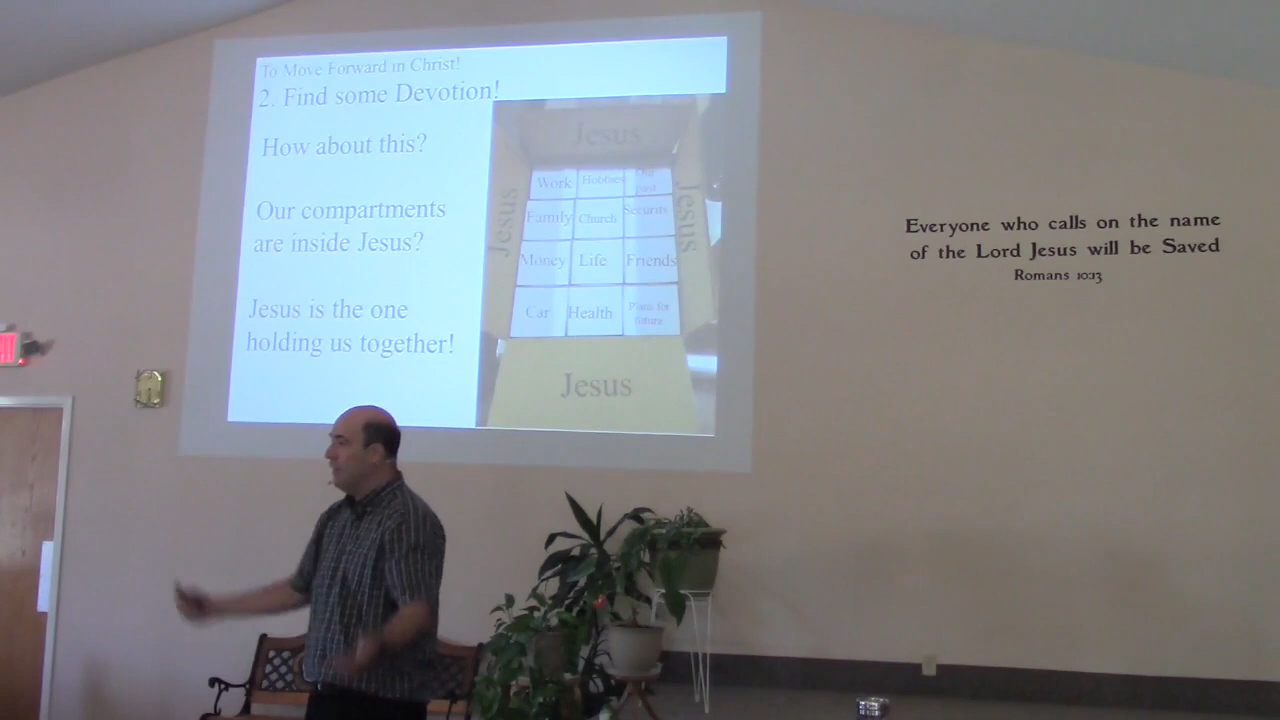 To Move Forward in Christ!
2. Find some Devotion!
How about this?
Our compartments
are inside Jesus?
Jesus is the one
holding us together!
Jesus
Jesus
Jesus
Work Hobbies past
Family Church Security
Money Life Friends
Car Health Plans for
future
Jesus
Everyone who calls on the name
of the Lord Jesus will be Saved
Romans 10:13